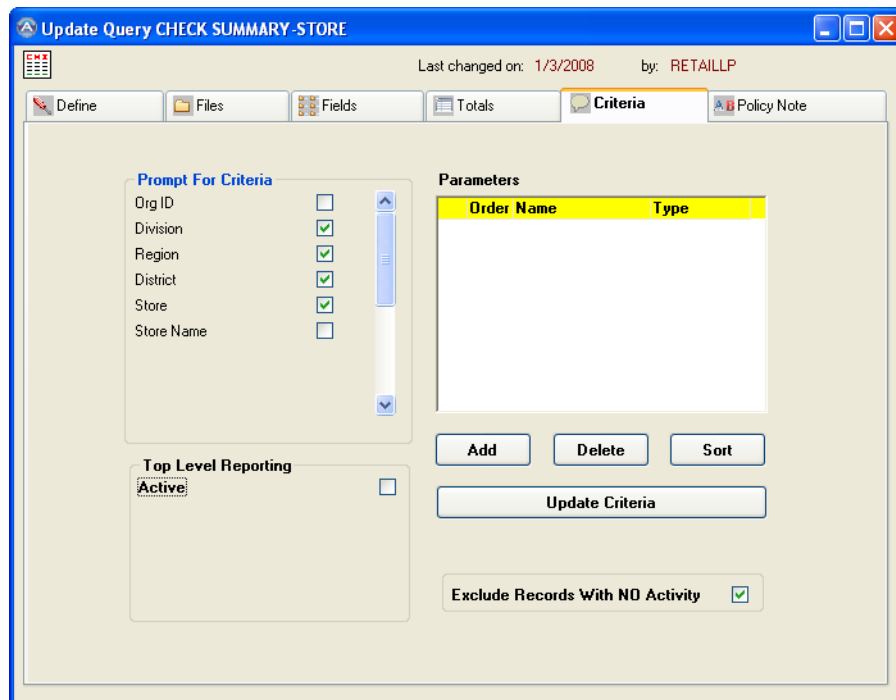 Update Query CHECK SUMMARY-STORE
CHX
Last changed on: 1/3/2008 by: RETAILLP
Define Files Fields Totals Criteria AB Policy Note
Prompt For Criteria
Org ID
Division
Region
District
Store
Store Name
Top Level Reporting
Active
Parameters
Order Name Type
Add Delete Sort
Update Criteria
Exclude Records With NO Activity